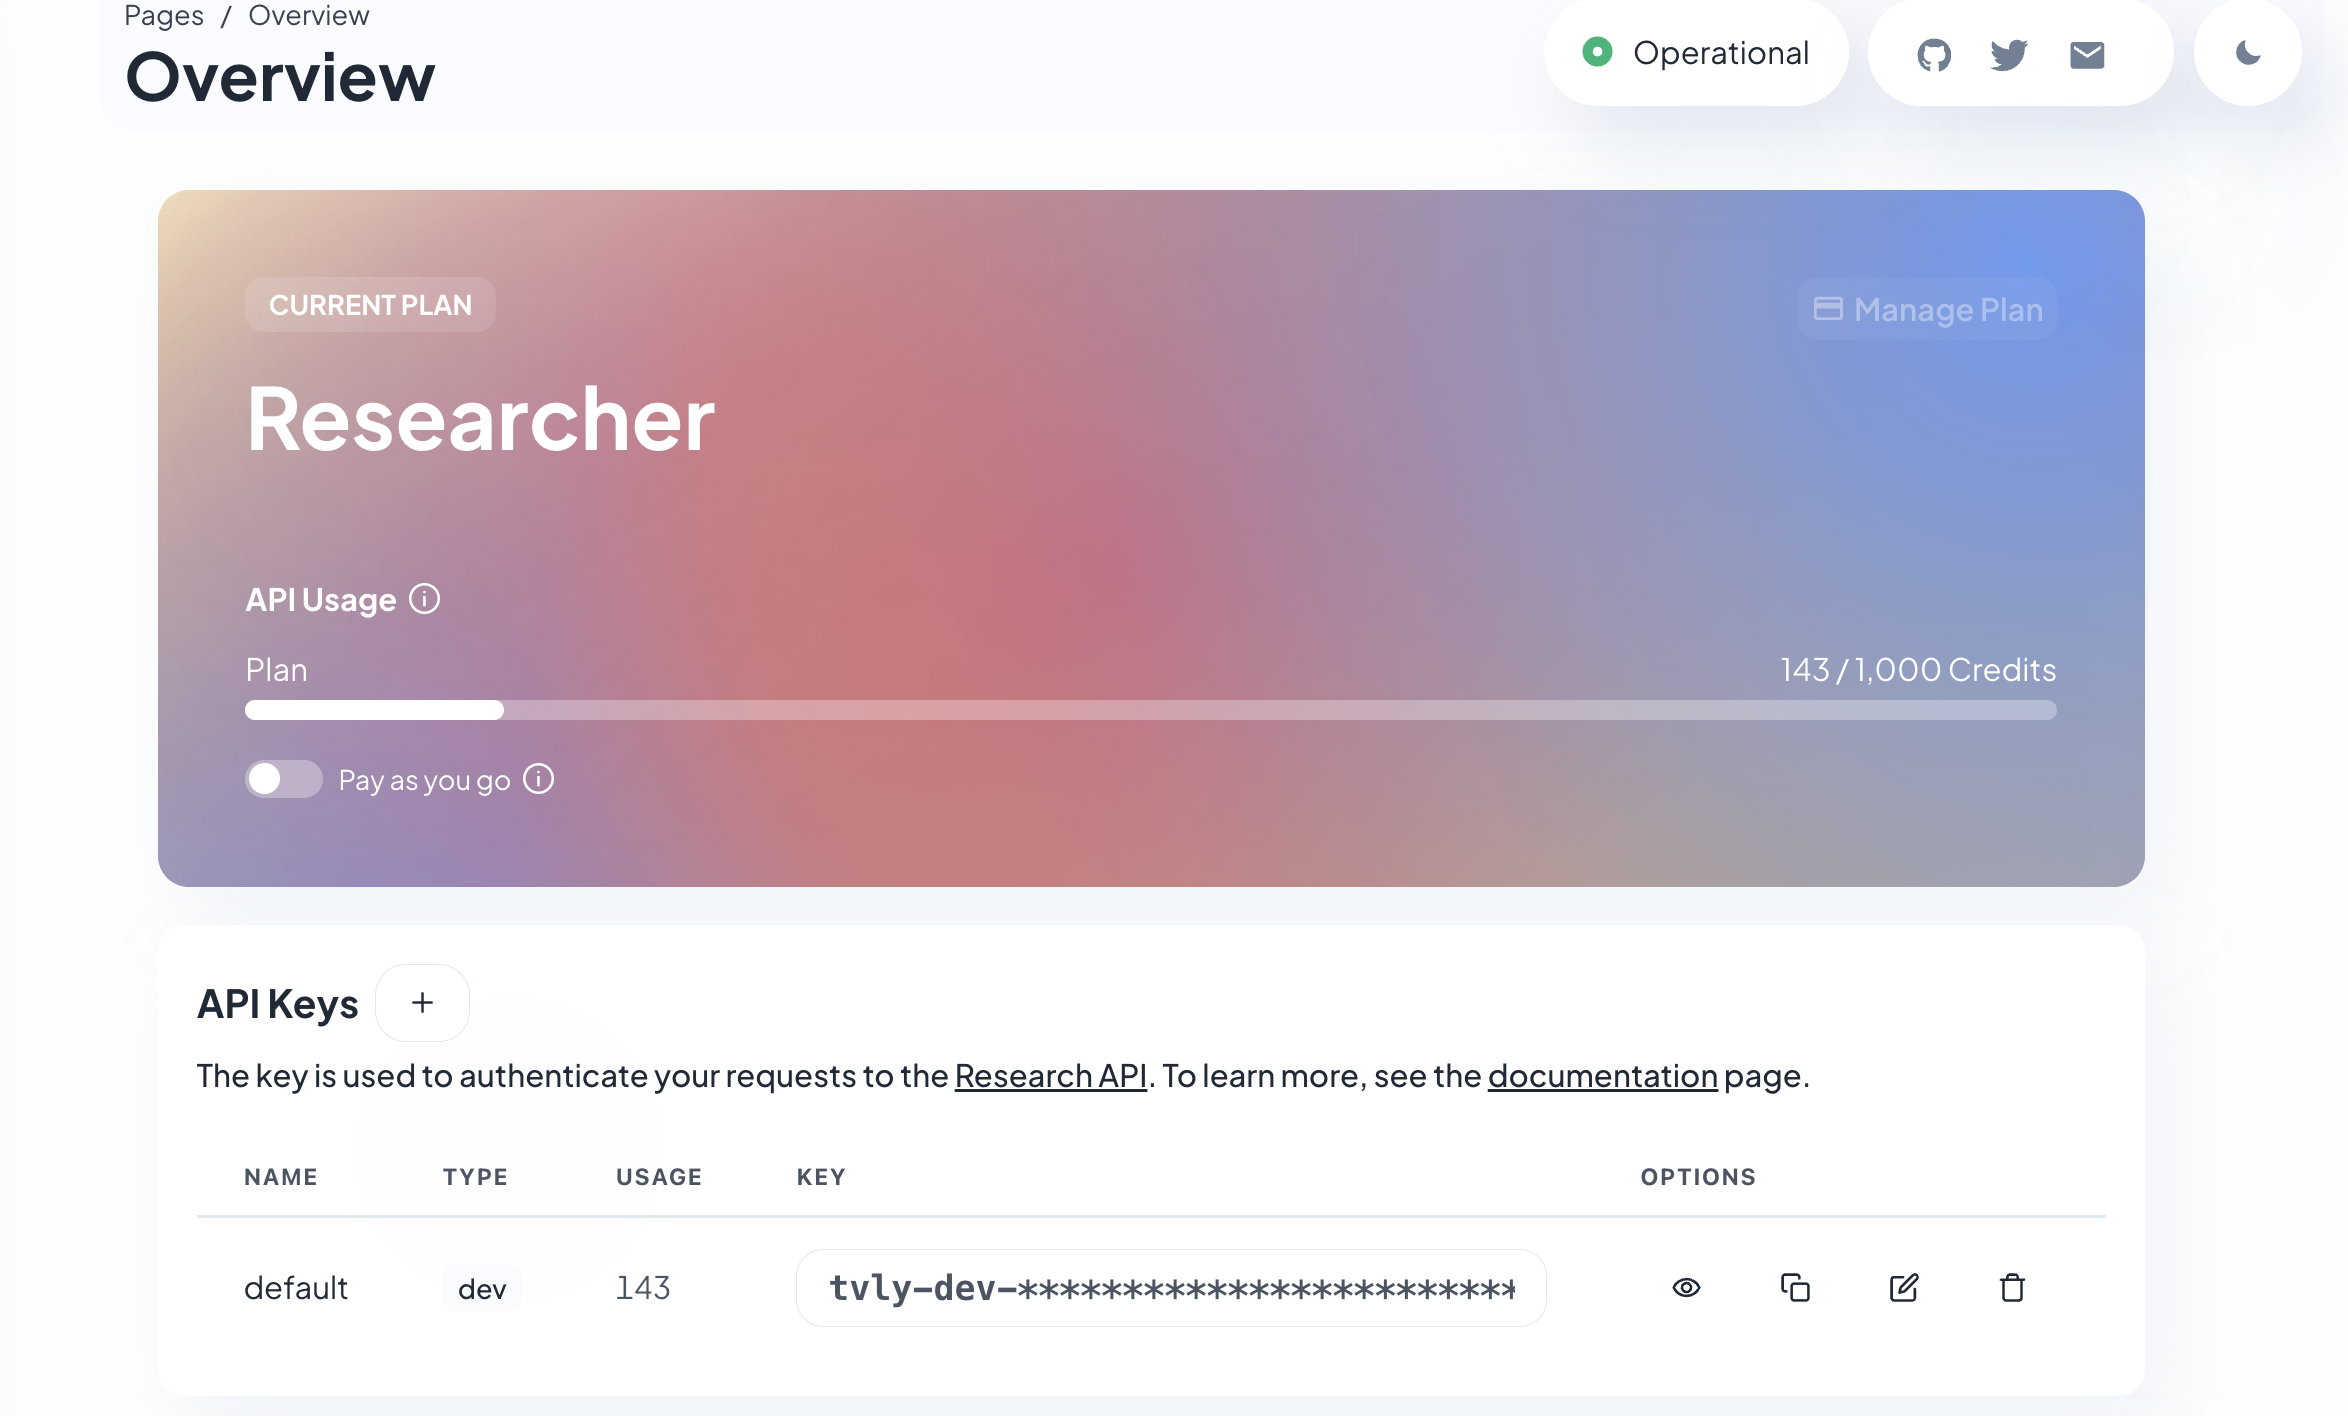 Pages / Overview
Overview
Operational
CURRENT PLAN
Manage Plan
Researcher
API Usage
Plan
143 / 1,000 Credits
Pay as you go
API Keys +
The key is used to authenticate your requests to the Research API. To learn more, see the documentation page.
NAME TYPE USAGE KEY OPTIONS
default dev 143 tvly-dev-************************